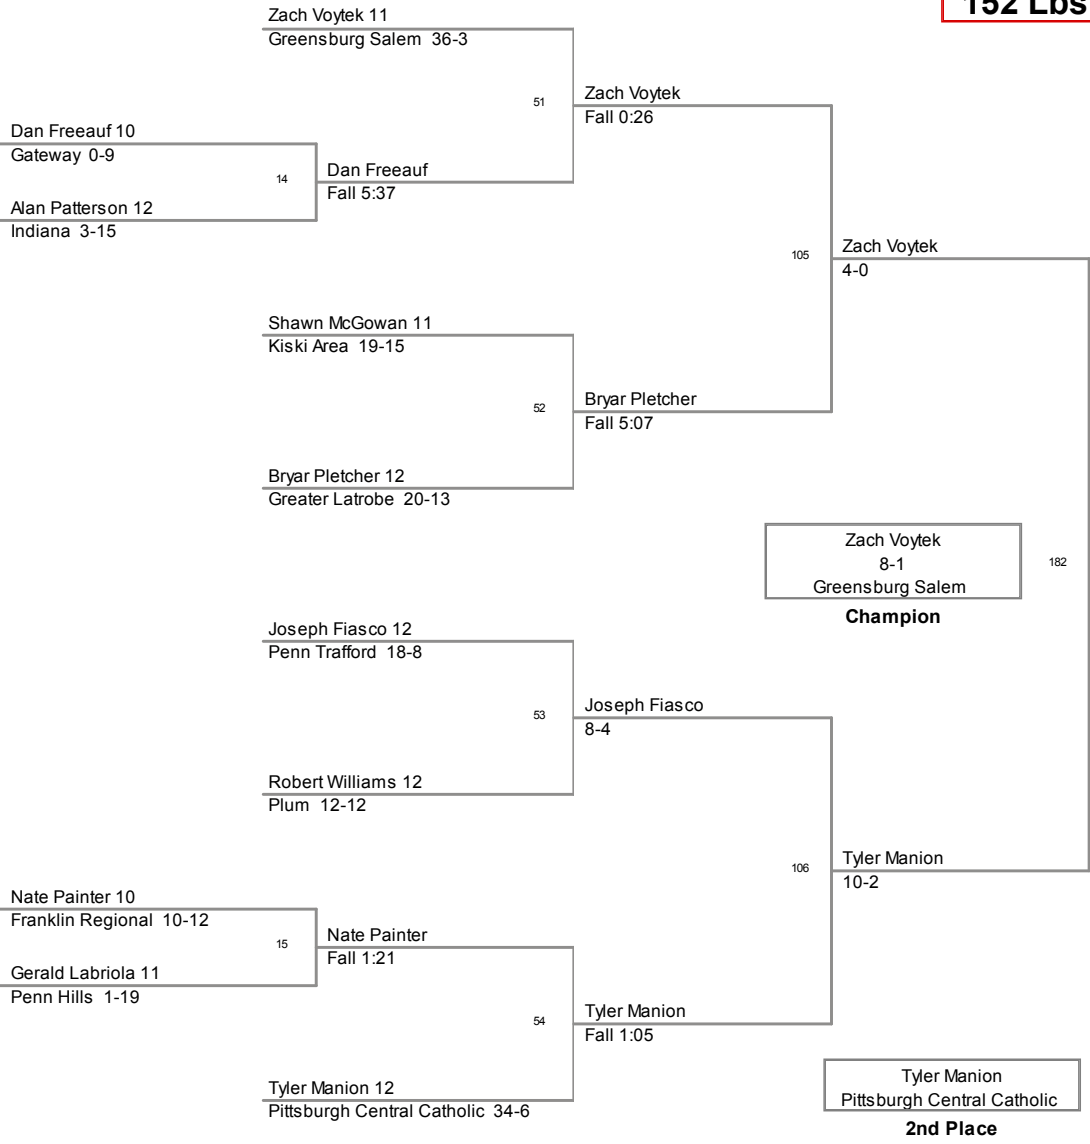 152 Lbs
Zach Voytek 11
Greensburg Salem 36-3
51
Zach Voytek
Fall 0:26
Dan Freeauf 10
Gateway 0-9
14
Dan Freeauf
Fall 5:37
Alan Patterson 12
Indiana 3-15
105
Zach Voytek
4-0
Shawn McGowan 11
Kiski Area 19-15
52
Bryar Pletcher
Fall 5:07
Bryar Pletcher 12
Greater Latrobe 20-13
Zach Voytek
8-1
Greensburg Salem
Champion
182
Joseph Fiasco 12
Penn Trafford 18-8
53
Joseph Fiasco
8-4
Robert Williams 12
Plum 12-12
106
Tyler Manion
10-2
Nate Painter 10
Franklin Regional 10-12
15
Nate Painter
Fall 1:21
Gerald Labriola 11
Penn Hills 1-19
54
Tyler Manion
Fall 1:05
Tyler Manion 12
Pittsburgh Central Catholic 34-6
Tyler Manion
Pittsburgh Central Catholic
2nd Place